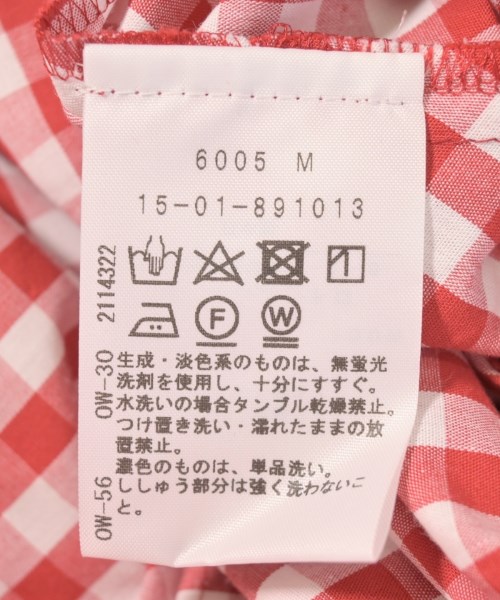 6005 M
15-01-891013
2114322
F
W
OW-30
生成・淡色系のものは、無蛍光
洗剤を使用し、十分にすすぐ。
水洗いの場合タンブル乾燥禁止。
つけ置き洗い・濡れたままの放
置禁止。
OW-56
濃色のものは、単品洗い。
ししゅう部分は強く洗わないこ
と。